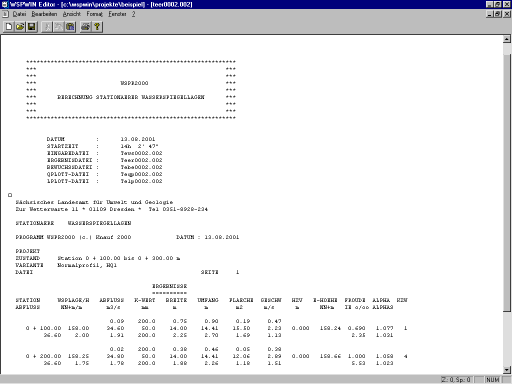 WSPWIN Editor - [c:\wspwin\projekte\beispiel] - [teer0002.002]
Datei Bearbeiten Ansicht Format Fenster ?
************************************************************
*** ***
*** ***
*** WSPR2000 ***
*** ***
*** BERECHNUNG STATIONAERER WASSERSPIEGELLAGEN ***
*** ***
*** ***
************************************************************
DATUM : 13.08.2001
STARTZEIT : 14h 2' 47"
EINGABEDATEI : Teus0002.002
ERGEBNISDATEI : Teer0002.002
BEWUCHSDATEI : Tebe0002.002
QPLOTT-DATEI : Teqp0002.002
LPLOTT-DATEI : Telp0002.002
Sächsisches Landesamt für Umwelt und Geologie
Zur Wetterwarte 11 * 01109 Dresden * Tel 0351-8928-234
STATIONAERE WASSERSPIEGELLAGEN
PROGRAMM WSPR2000 (c.) Knauf 2000 DATUM : 13.08.2001
PROJEKT
ZUSTAND Station 0 + 100.00 bis 0 + 300.00 m
VARIANTE Normalprofil, HQ1
DATEI SEITE 1
ERGEBNISSE
==========
STATION WSPLAGE/H ABFLUSS K-WERT BREITE UMFANG FLAECHE GESCHW HZV E-HOEHE FROUDE ALPHA KZW
ABFLUSS NN+m/m m3/s mm m m m2 m/s m NN+m IE o/oo ALPHAS
0.09 200.0 0.75 0.90 0.19 0.47
0 + 100.00 158.00 34.60 50.0 14.00 14.41 15.50 2.23 0.000 158.24 0.690 1.077 1
36.60 2.00 1.91 200.0 2.25 2.70 1.69 1.13 2.35 1.031
0.02 200.0 0.38 0.46 0.05 0.38
0 + 200.00 158.25 34.80 50.0 14.00 14.41 12.06 2.89 0.000 158.66 1.000 1.058 4
36.60 1.75 1.78 200.0 1.88 2.26 1.18 1.51 5.53 1.023
Z: 0, Sp: 0 NUM